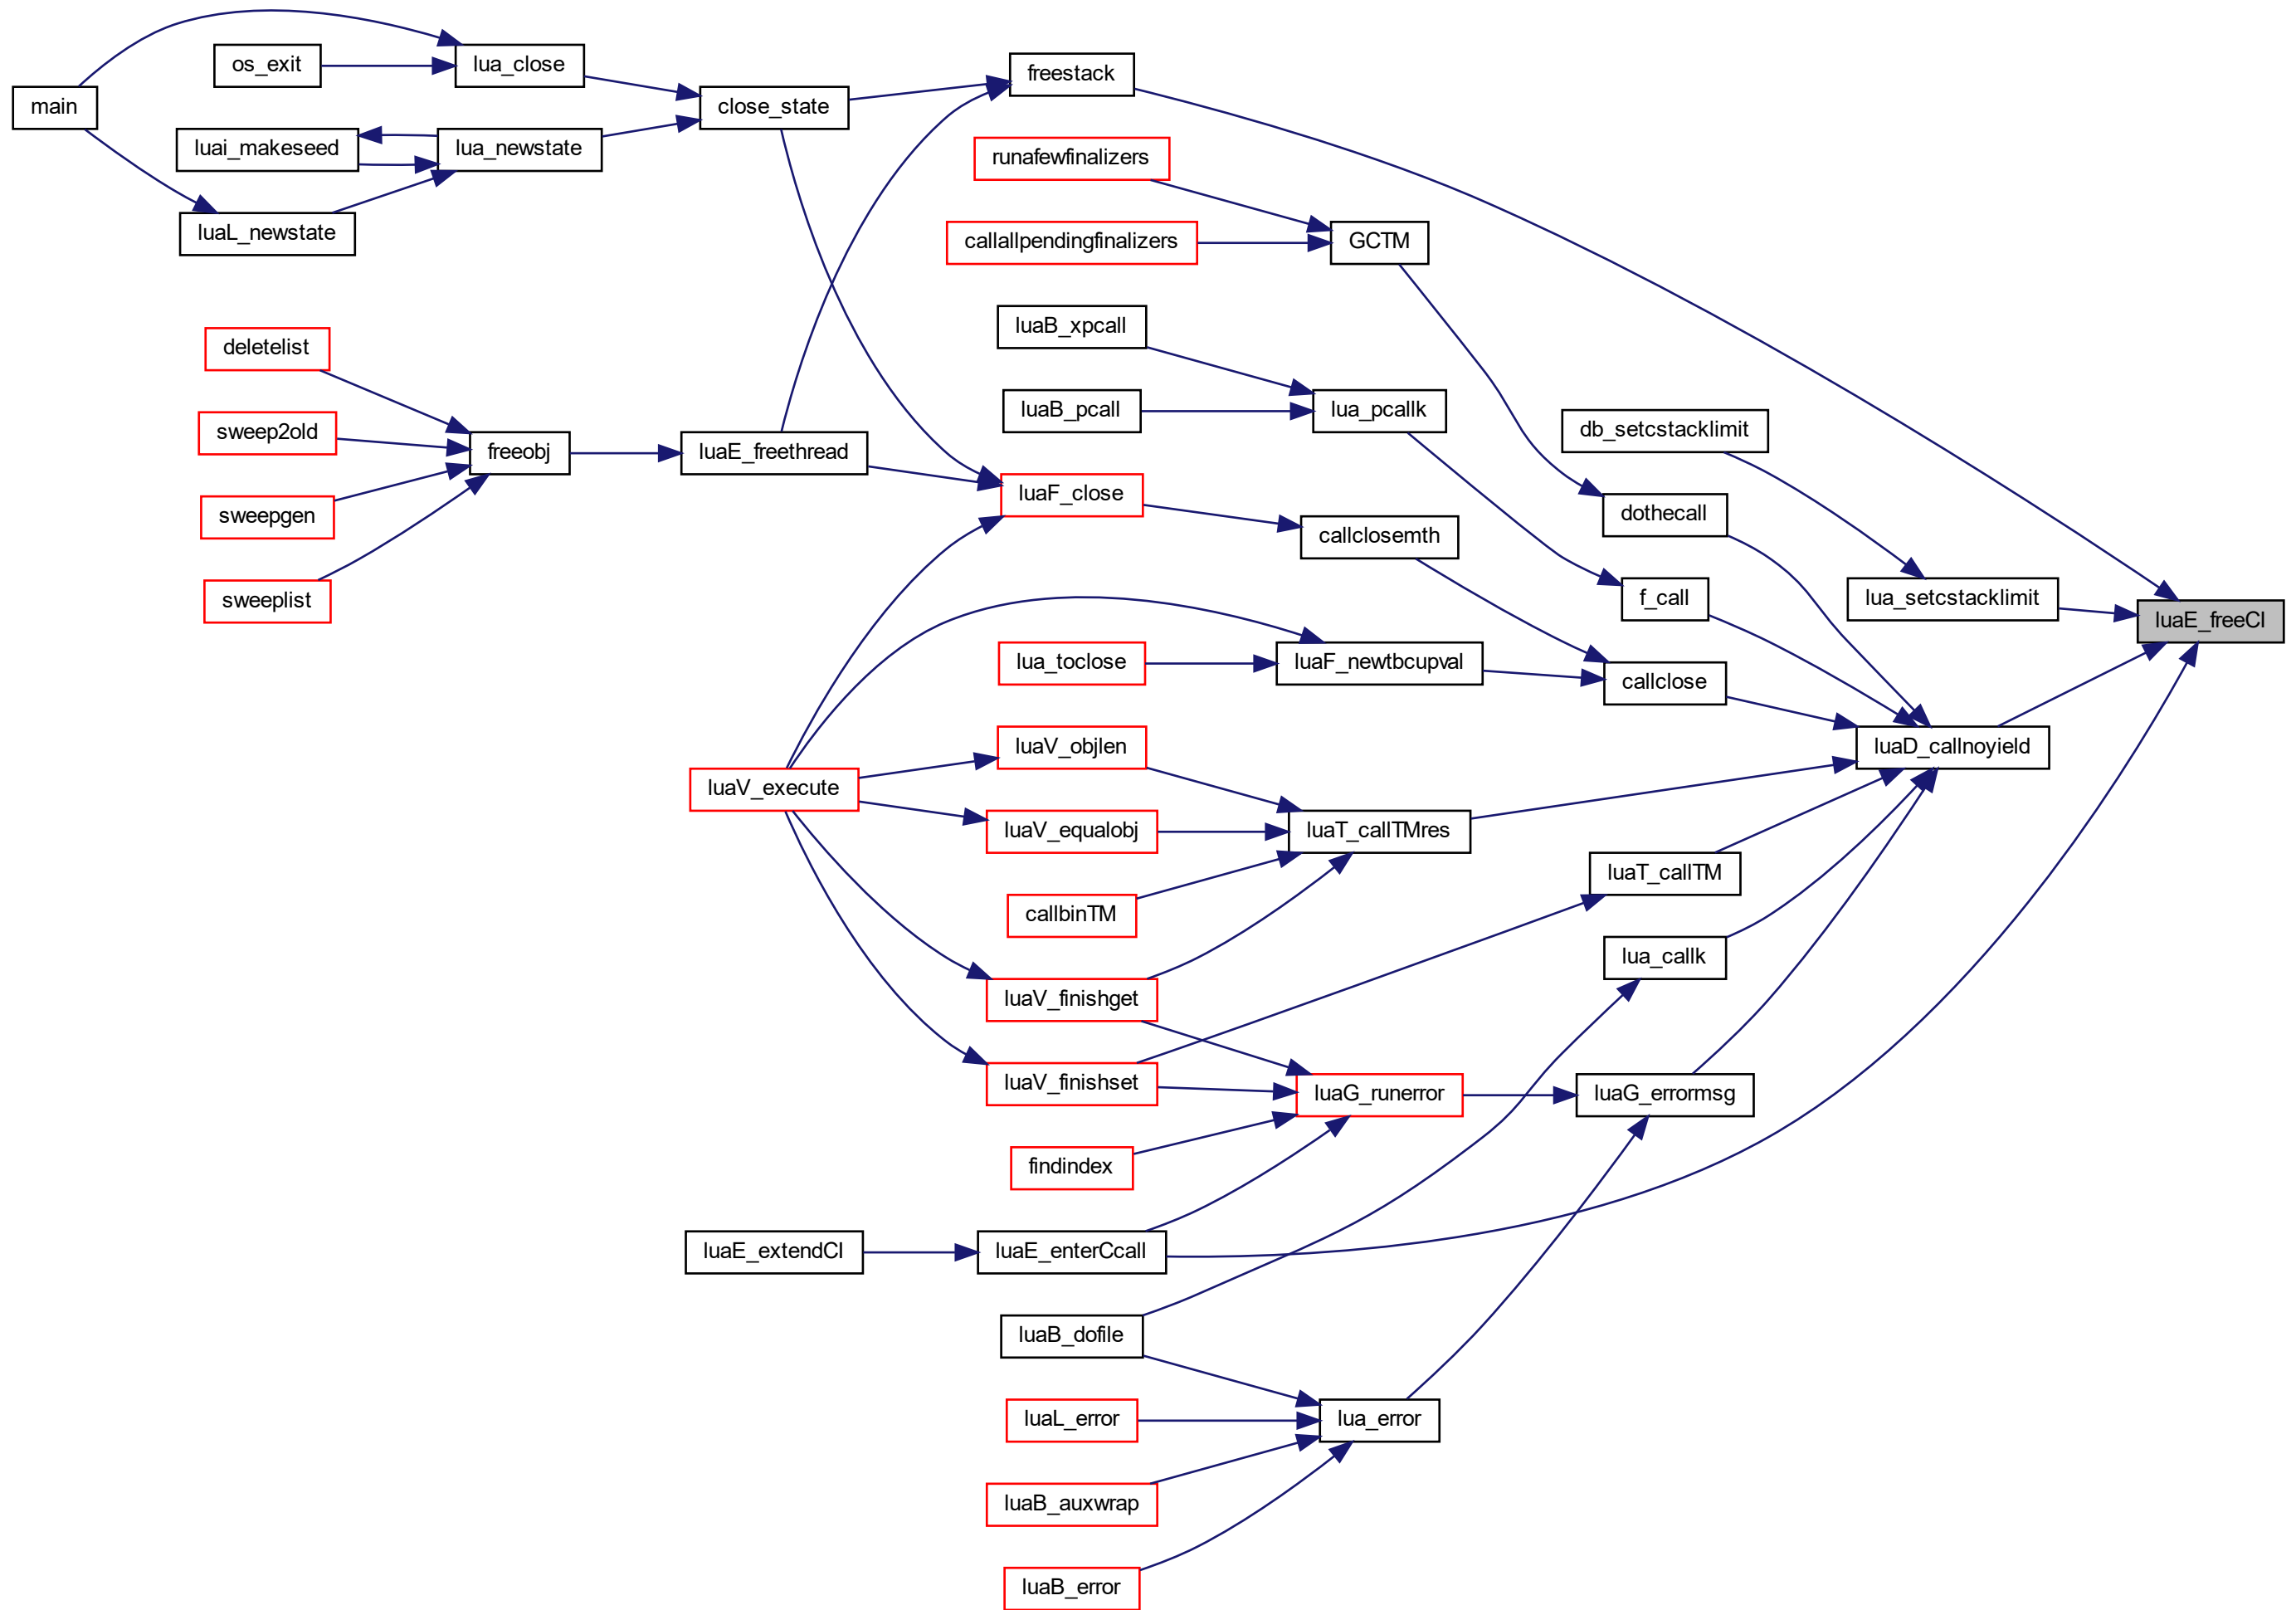 main
os_exit
luai_makeseed
luaL_newstate
lua_close
lua_newstate
close_state
freestack
runafewfinalizers
callallpendingfinalizers
GCTM
deletelist
sweep2old
sweepgen
sweeplist
freeobj
luaE_freethread
luaB_xpcall
luaB_pcall
lua_pcallk
luaF_close
callclosemth
db_setcstacklimit
dothecall
f_call
lua_setcstacklimit
luaE_freeCI
lua_toclose
luaF_newtbcupval
callclose
luaD_callnoyield
luaV_execute
luaV_objlen
luaV_equalobj
luaT_callTMres
callbinTM
luaT_callTM
lua_callk
luaV_finishget
luaV_finishset
luaG_runerror
luaG_errormsg
findindex
luaE_extendCI
luaE_enterCcall
luaB_dofile
luaL_error
lua_error
luaB_auxwrap
luaB_error